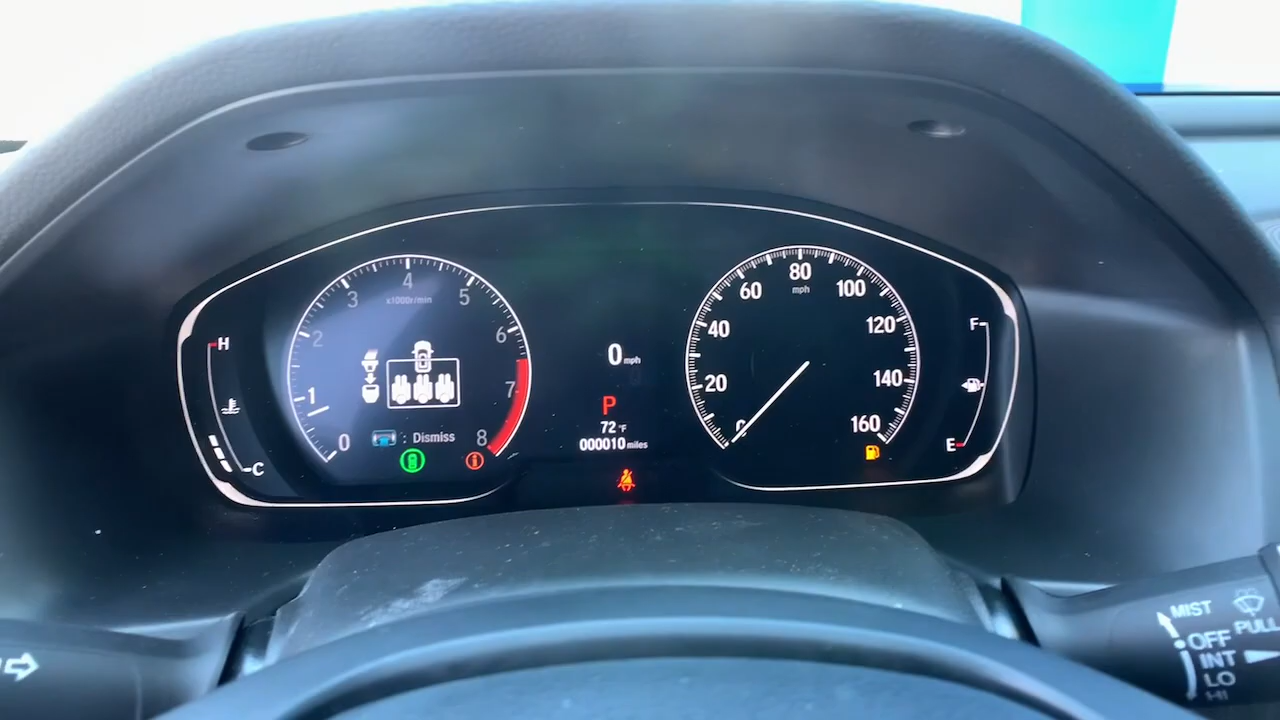 H
C
4
3
5
x1000r/min
2
6
1
7
0
8
: Dismiss
0 mph
P
72 °F
000010 miles
80
mph
60
100
40
120
20
140
0
160
F
E
MIST
OFF
PULL
INT
LO